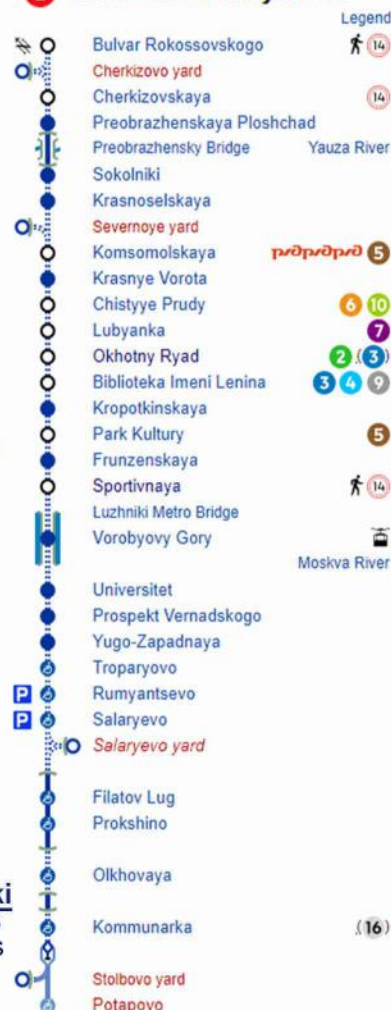 Legend
Bulvar Rokossovskogo 14
Cherkizovo yard
Cherkizovskaya 14
Preobrazhenskaya Ploshchad
Preobrazhensky Bridge Yauza River
Sokolniki
Krasnoselskaya
Severnoye yard
Komsomolskaya 5
Krasnye Vorota
Chistyye Prudy 6 10
Lubyanka 7
Okhotny Ryad 2 (3)
Biblioteka Imeni Lenina 3 4 9
Kropotkinskaya
Park Kultury 5
Frunzenskaya
Sportivnaya 14
Luzhniki Metro Bridge
Vorobyovy Gory
Moskva River
Universitet
Prospekt Vernadskogo
Yugo-Zapadnaya
Troparyovo
P Rumyantsevo
P Salaryevo
Salaryevo yard
Filatov Lug
Prokshino
Olkhovaya
ki
Kommunarka (16)
s
Stolbovo yard
Potapovo